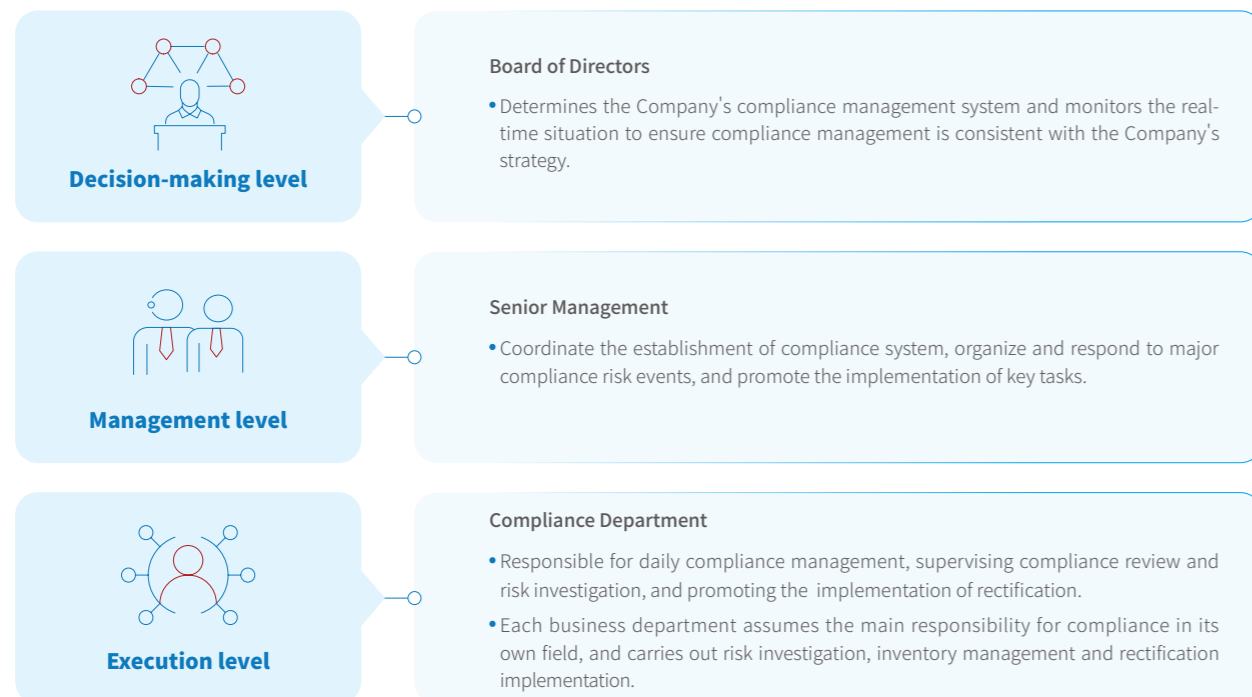 Decision-making level
Board of Directors
• Determines the Company's compliance management system and monitors the real-
time situation to ensure compliance management is consistent with the Company's
strategy.
Management level
Senior Management
• Coordinate the establishment of compliance system, organize and respond to major
compliance risk events, and promote the implementation of key tasks.
Execution level
Compliance Department
• Responsible for daily compliance management, supervising compliance review and
risk investigation, and promoting the implementation of rectification.
• Each business department assumes the main responsibility for compliance in its
own field, and carries out risk investigation, inventory management and rectification
implementation.